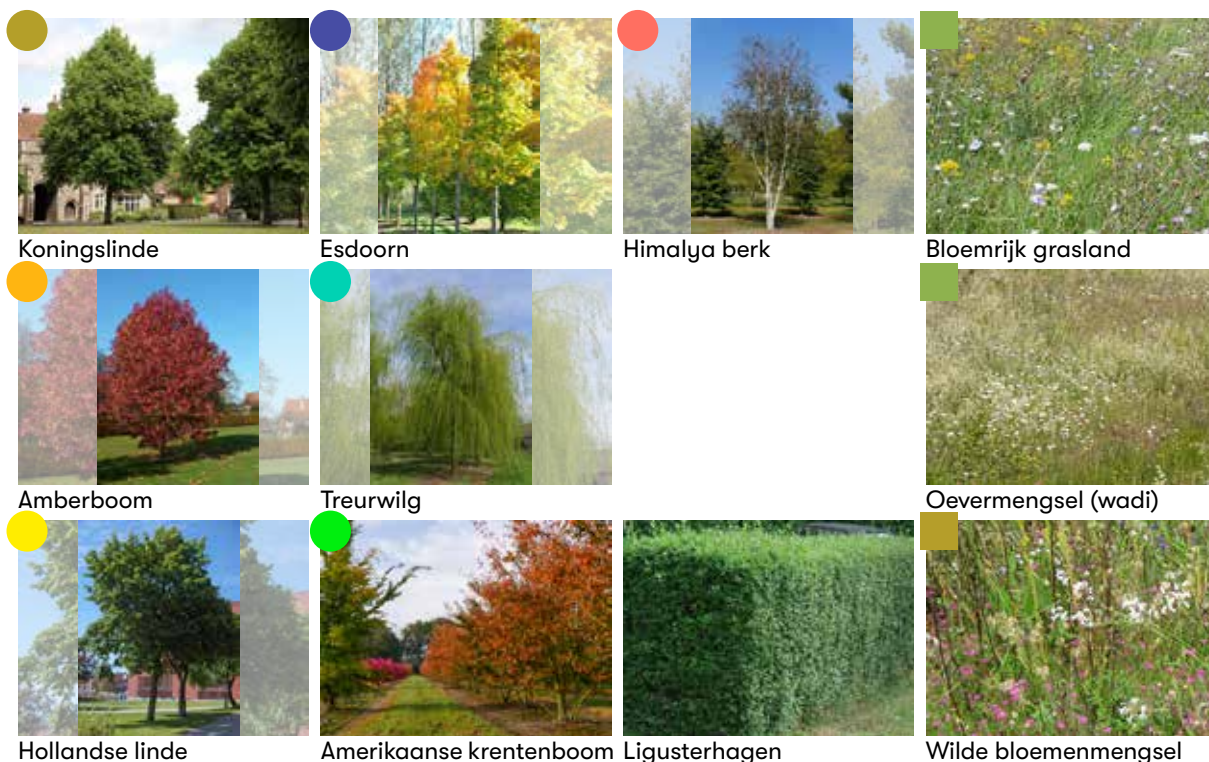 Koningslinde
Esdoorn
Himalya berk
Bloemrijk grasland
Amberboom
Treurwilg
Oevermengsel (wadi)
Hollandse linde
Amerikaanse krentenboom
Ligusterhagen
Wilde bloemenmengsel